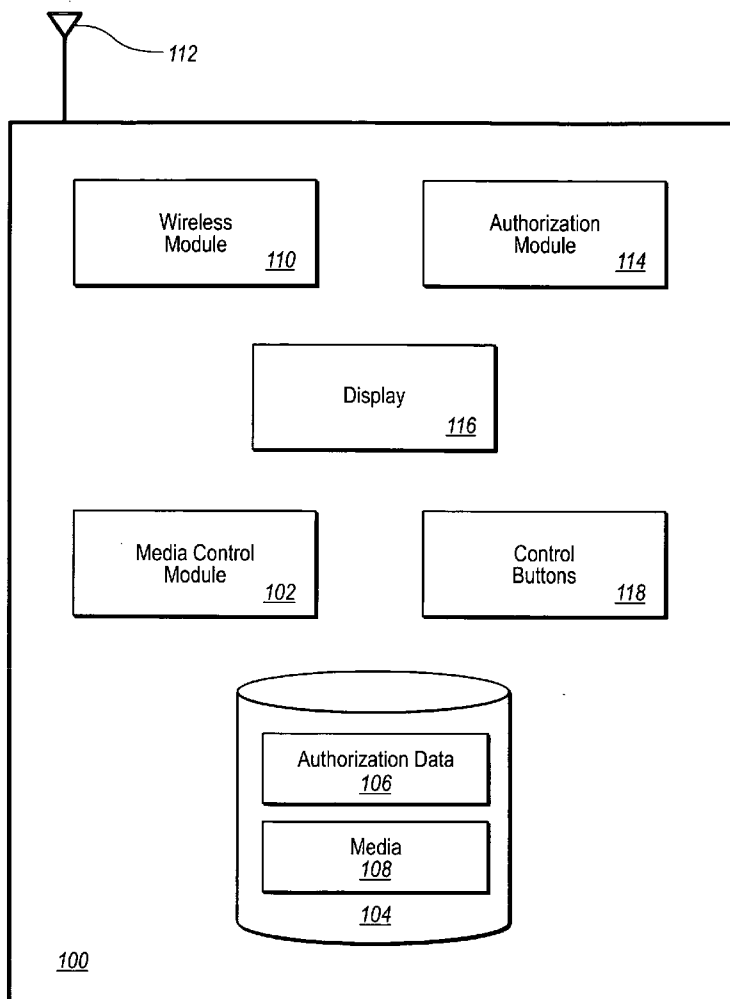 112
Wireless
Module
110
Authorization
Module
114
Display
116
Media Control
Module
102
Control
Buttons
118
Authorization Data
106
Media
108
104
100